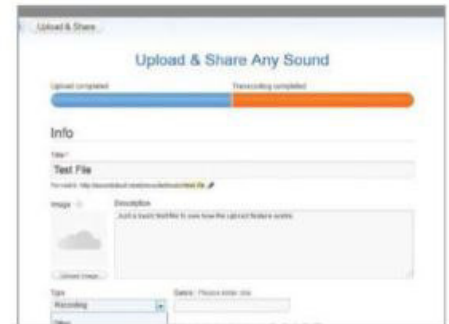 Upload & Share
Upload & Share Any Sound
Upload completed Transcoding completed
Info
Title
Test File
Image Description
Just a basic test file to see how the upload feature works.
Upload Image
Type Genre
Recording
Other